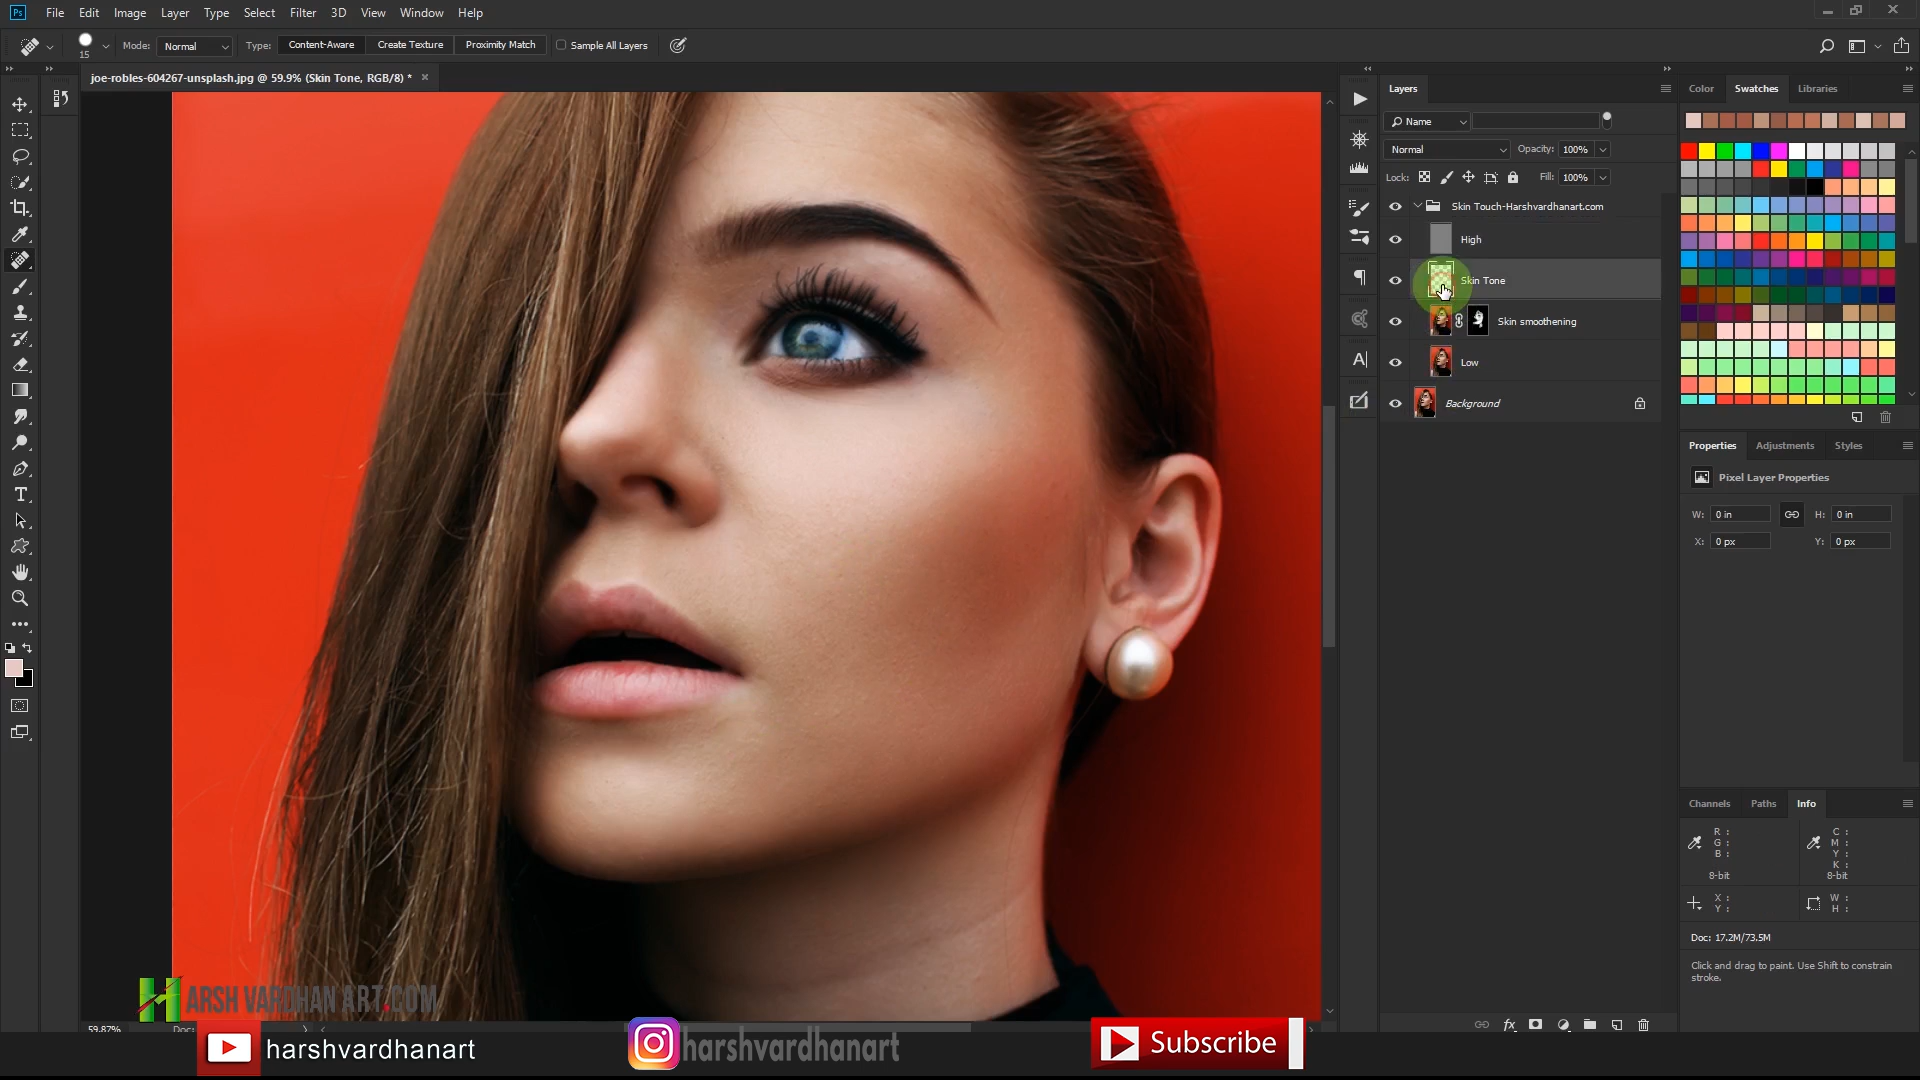 Ps File Edit Image Layer Type Select Filter 3D View Window Help
15 Mode: Normal Type: Content-Aware Create Texture Proximity Match Sample All Layers
joe-robles-604267-unsplash.jpg @ 59.9% (Skin Tone, RGB/8) * ×
Layers
Name
Normal Opacity: 100%
Lock: Fill: 100%
Skin Touch-Harshvardhanart.com
High
Skin Tone
Skin smoothening
Low
Background
Color Swatches Libraries
Properties Adjustments Styles
Pixel Layer Properties
W: 0 in H: 0 in
X: 0 px Y: 0 px
Channels Paths Info
R : C :
G : M :
B : Y :
K :
8-bit 8-bit
X : W :
Y : H :
Doc: 17.2M/73.5M
Click and drag to paint. Use Shift to constrain
stroke.
HARSH VARDHAN ART.COM
59.87% Doc:
harshvardhanart harshvardhanart Subscribe